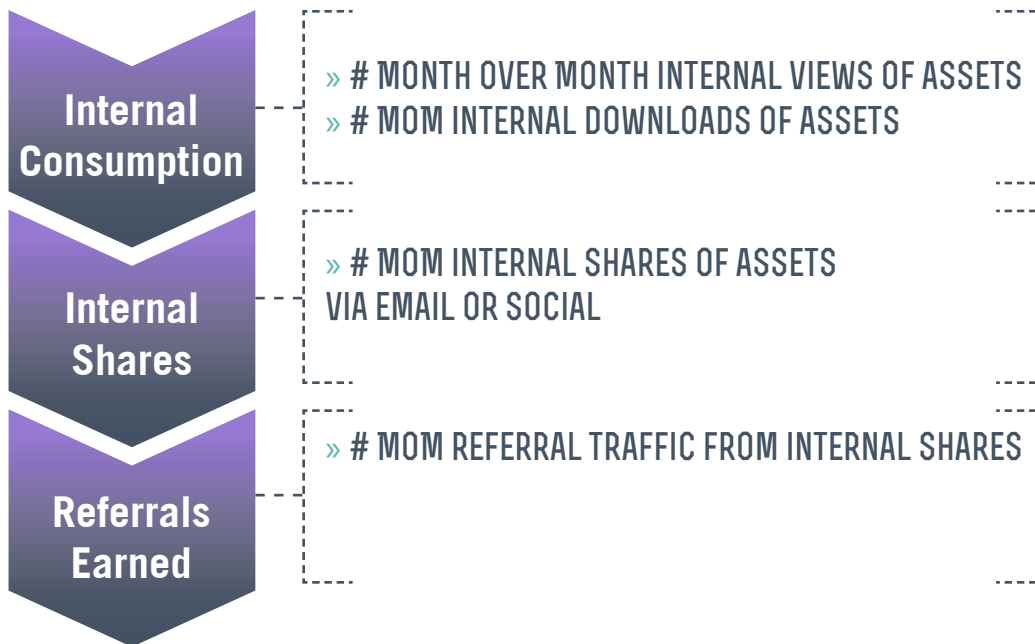 Internal
Consumption
» # MONTH OVER MONTH INTERNAL VIEWS OF ASSETS
» # MOM INTERNAL DOWNLOADS OF ASSETS
Internal
Shares
» # MOM INTERNAL SHARES OF ASSETS
VIA EMAIL OR SOCIAL
Referrals
Earned
» # MOM REFERRAL TRAFFIC FROM INTERNAL SHARES